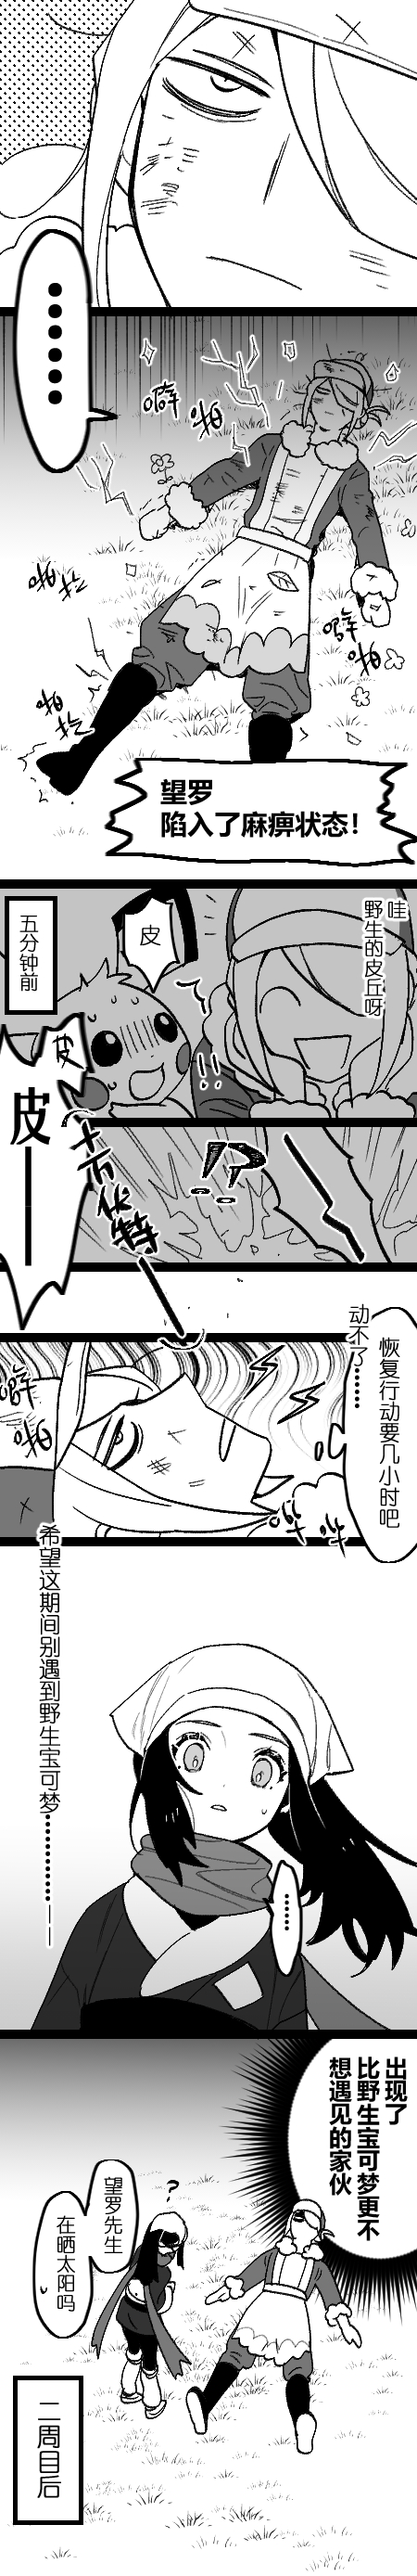 ……
噼
啪
啪
噼
啪
啪
望罗
陷入了麻痹状态！
哇
野生的皮丘呀
皮
五分钟前
!!
皮
皮——
!?
十万伏特
恢复行动要几小时吧
动不了……
噼
啪
哔
哔
希望这期间别遇到野生宝可梦…………——
……
出现了
比野生宝可梦更不
想遇见的家伙
?
望罗先生
在晒太阳吗
二周目后